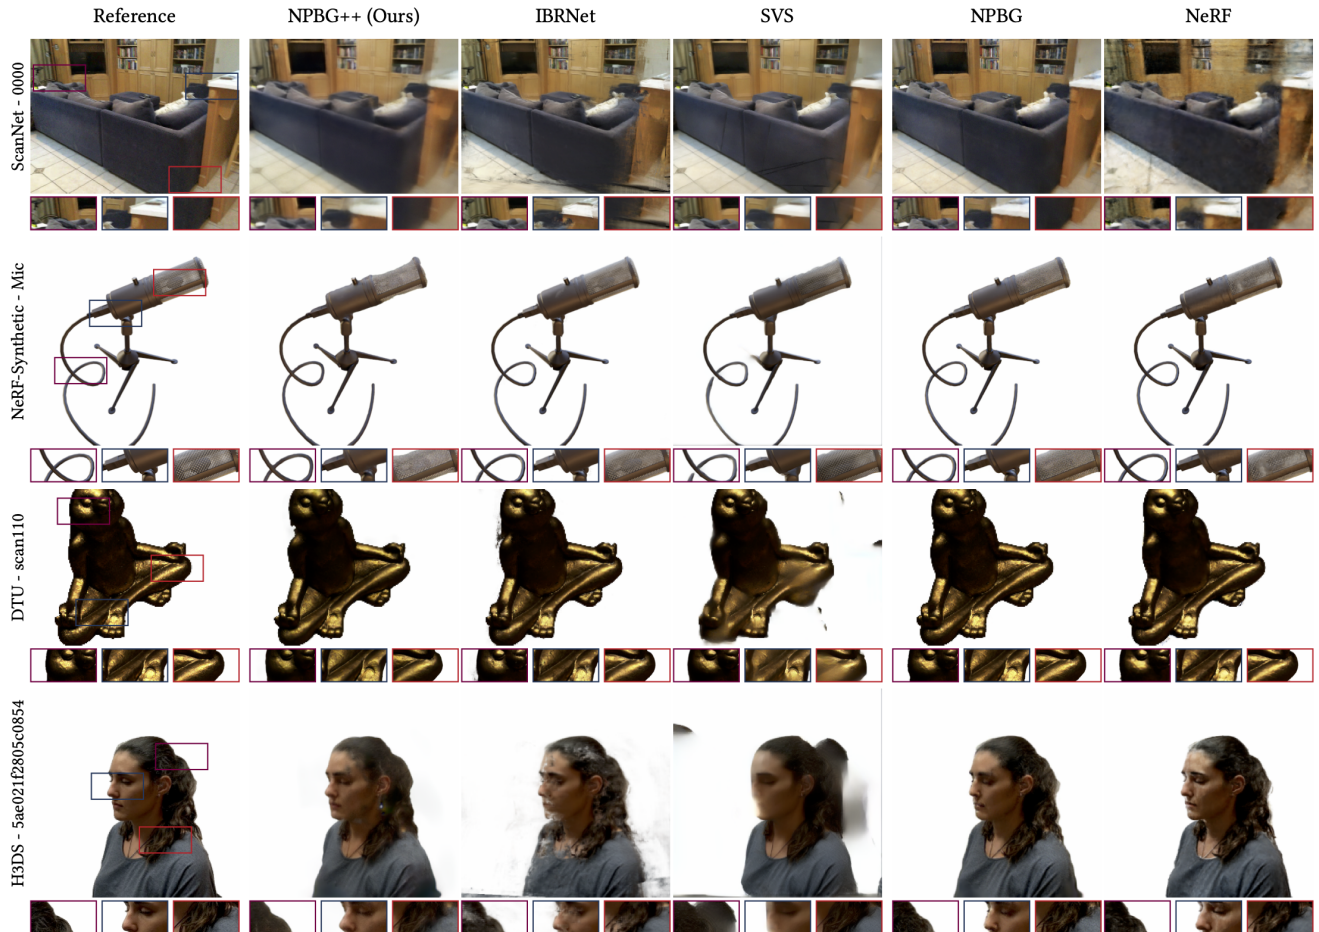 Reference NPBG++ (Ours) IBRNet SVS NPBG NeRF
ScanNet - 0000
NeRF-Synthetic - Mic
DTU - scan110
H3DS - 5ae021f2805c0854